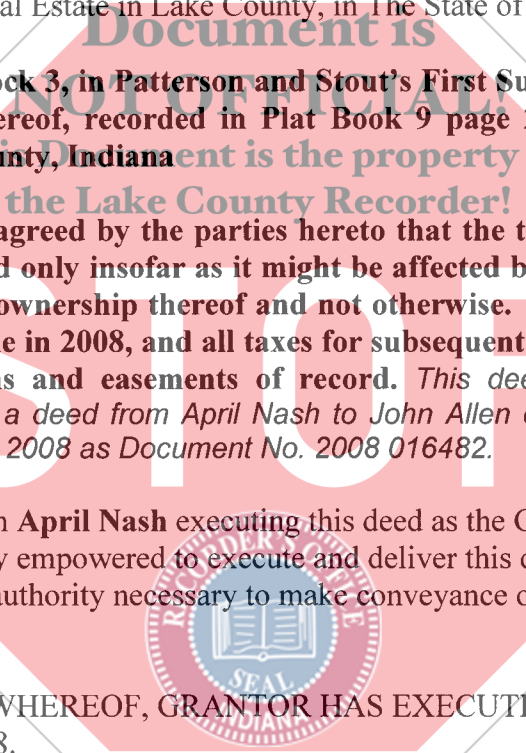 al Estate in Lake County, in The State of
Document is
ock 3, in Patterson and Stout's First Su
NOT OFFICIAL!
ereof, recorded in Plat Book 9 page
nty, Indiana
This Document is the property
the Lake County Recorder!
agreed by the parties hereto that the t
d only insofar as it might be affected b
ownership thereof and not otherwise.
e in 2008, and all taxes for subsequent
ns and easements of record. This dee
a deed from April Nash to John Allen
2008 as Document No. 2008 016482.
STOP
n April Nash executing this deed as the G
y empowered to execute and deliver this
authority necessary to make conveyance o
RECORDER'S OFFICE
SEAL
INDIANA
WHEREOF, GRANTOR HAS EXECUTI
8.